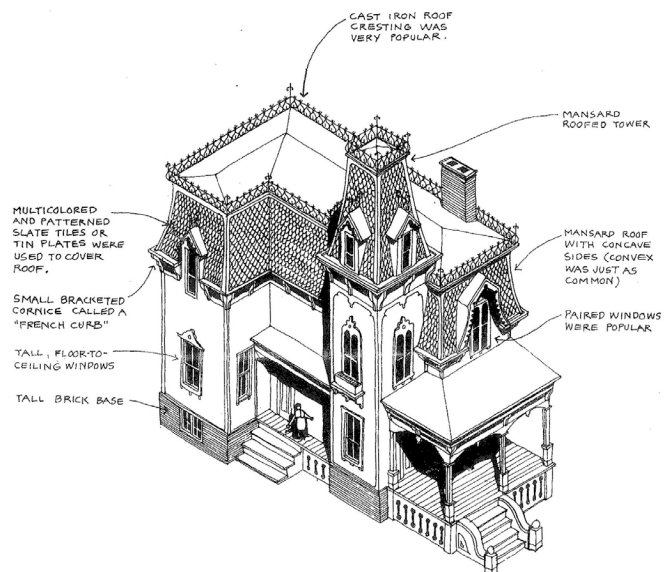 CAST IRON ROOF
CRESTING WAS
VERY POPULAR.
MANSARD
ROOFED TOWER
MULTICOLORED
AND PATTERNED
SLATE TILES OR
TIN PLATES WERE
USED TO COVER
ROOF.
MANSARD ROOF
WITH CONCAVE
SIDES (CONVEX
WAS JUST AS
COMMON)
SMALL BRACKETED
CORNICE CALLED A
"FRENCH CURB"
PAIRED WINDOWS
WERE POPULAR
TALL, FLOOR-TO-
CEILING WINDOWS
TALL BRICK BASE